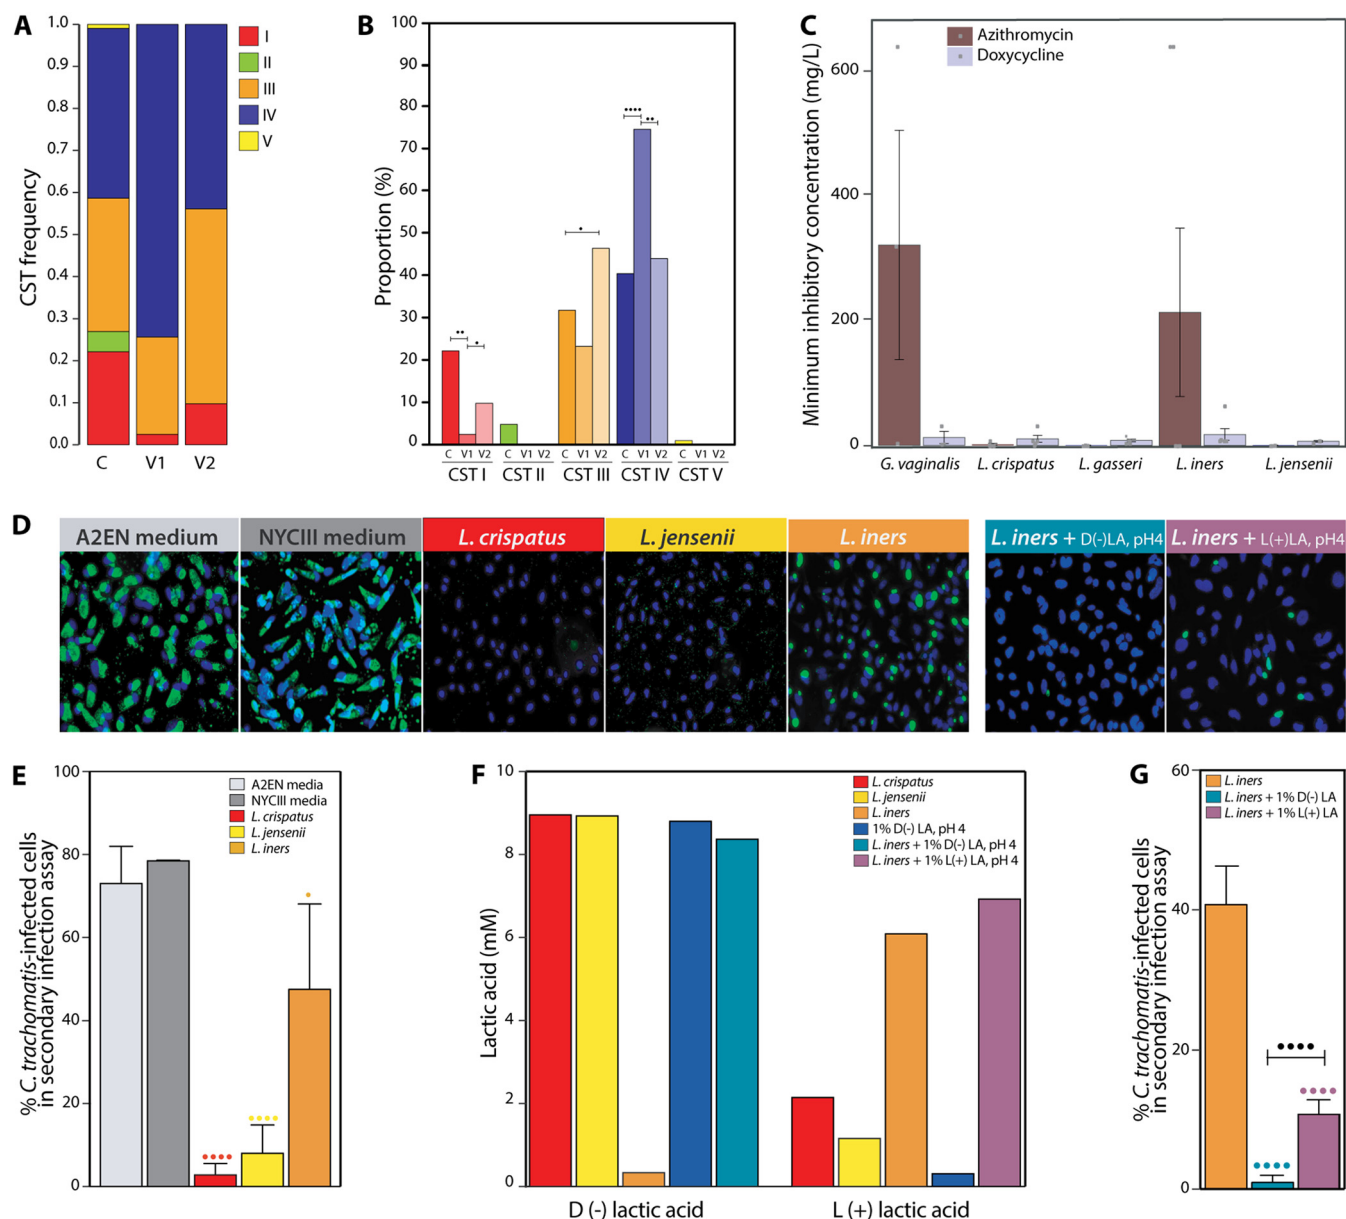 A
1.0
0.9
0.8
0.7
0.6
0.5
0.4
0.3
0.2
0.1
0.0
CST frequency
C V1 V2
I
II
III
IV
V
B
100
90
80
70
60
50
40
30
20
10
0
Proportion (%)
C V1 V2 C V1 V2 C V1 V2 C V1 V2 C V1 V2
CST I CST II CST III CST IV CST V
C
Azithromycin
Doxycycline
600
400
200
0
Minimum inhibitory concentration (mg/L)
G. vaginalis L. crispatus L. gasseri L. iners L. jensenii
D
A2EN medium NYCIII medium L. crispatus L. jensenii L. iners L. iners + D(-)LA, pH4 L. iners + L(+)LA, pH4
E
100
80
60
40
20
0
% C. trachomatis-infected cells
in secondary infection assay
A2EN media
NYCIII media
L. crispatus
L. jensenii
L. iners
F
10
8
6
4
2
0
Lactic acid (mM)
L. crispatus
L. jensenii
L. iners
1% D(-) LA, pH 4
L. iners + 1% D(-) LA, pH 4
L. iners + 1% L(+) LA, pH 4
D (-) lactic acid L (+) lactic acid
G
60
40
20
0
% C. trachomatis-infected cells
in secondary infection assay
L. iners
L. iners + 1% D(-) LA
L. iners + 1% L(+) LA